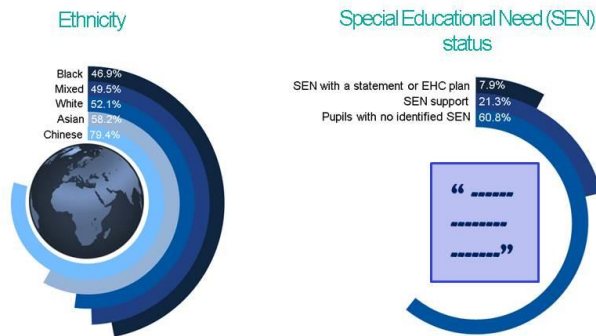 Ethnicity
Black 46.9%
Mixed 49.5%
White 52.1%
Asian 58.2%
Chinese 79.4%
Special Educational Need (SEN)
status
SEN with a statement or EHC plan 7.9%
SEN support 21.3%
Pupils with no identified SEN 60.8%
“ ------
--------
-------”